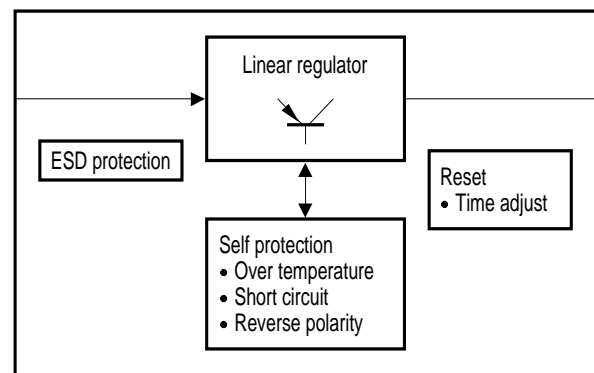 Linear regulator
ESD protection
Reset
• Time adjust
Self protection
• Over temperature
• Short circuit
• Reverse polarity